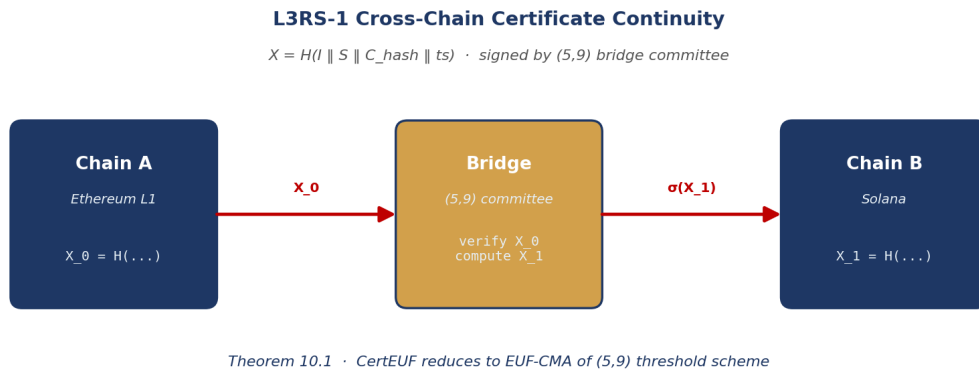 L3RS-1 Cross-Chain Certificate Continuity
X = H(I ∥ S ∥ C_hash ∥ ts)  ·  signed by (5,9) bridge committee
Chain A
Ethereum L1
X_0 = H(...)
X_0
Bridge
(5,9) committee
verify X_0
compute X_1
σ(X_1)
Chain B
Solana
X_1 = H(...)
Theorem 10.1  ·  CertEUF reduces to EUF-CMA of (5,9) threshold scheme